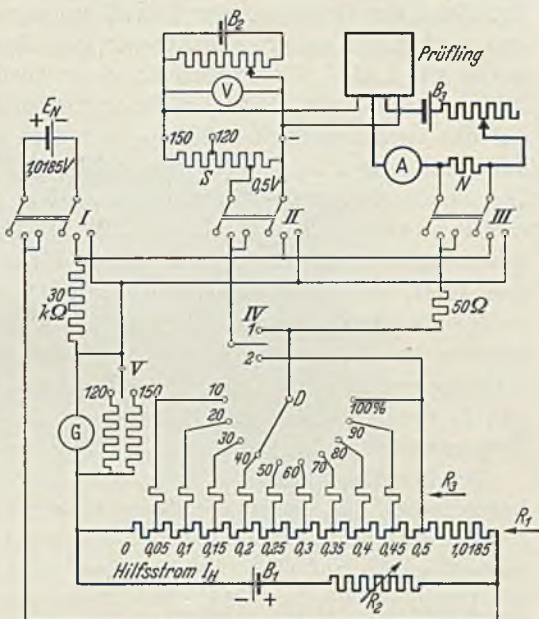 B₂
Prüfling
V
B₃
E_N
+ -
1,0185V
150 120 -
S 0,5V
A N
I II III
30 kΩ
50Ω
IV
1
2
V
120 150
G
D
10
20
30
40
50
60
70
80
90
100%
R₃
R₁
0 0,05 0,1 0,15 0,2 0,25 0,3 0,35 0,4 0,45 0,5 1,0185
Hilfsstrom I_H
B₁
- +
R₂